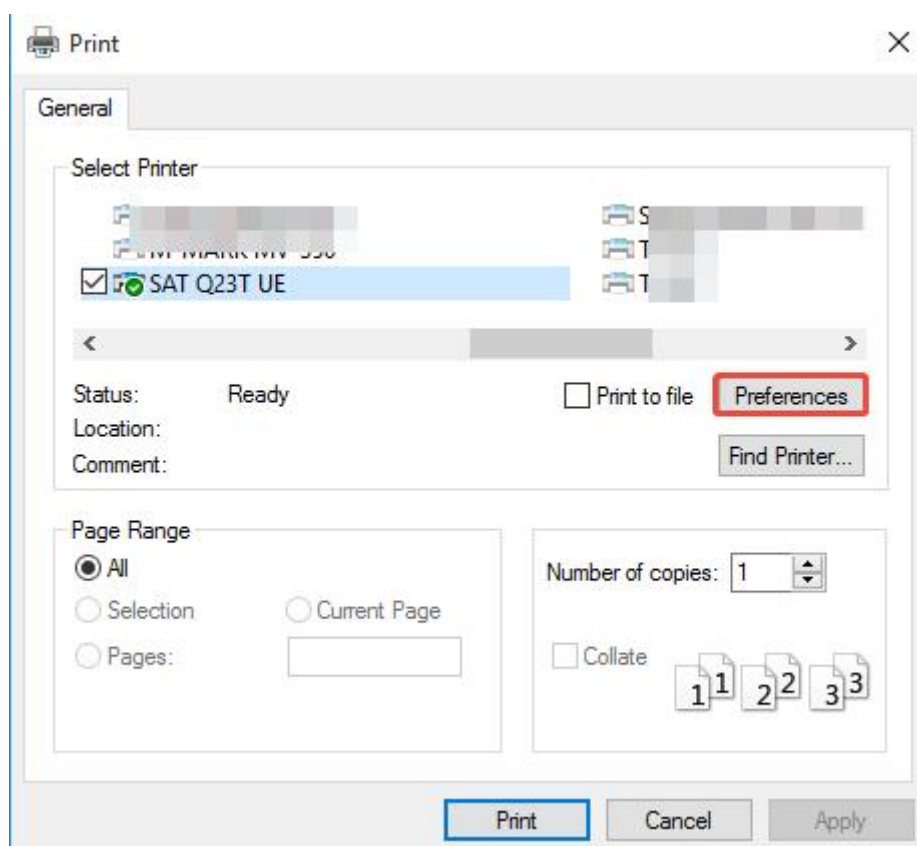 Print
General
Select Printer
S
T
SAT Q23T UE
T
Status: Ready
Print to file
Preferences
Location:
Comment:
Find Printer...
Page Range
All
Selection
Current Page
Pages:
Number of copies: 1
Collate
1 1 2 2 3 3
Print
Cancel
Apply